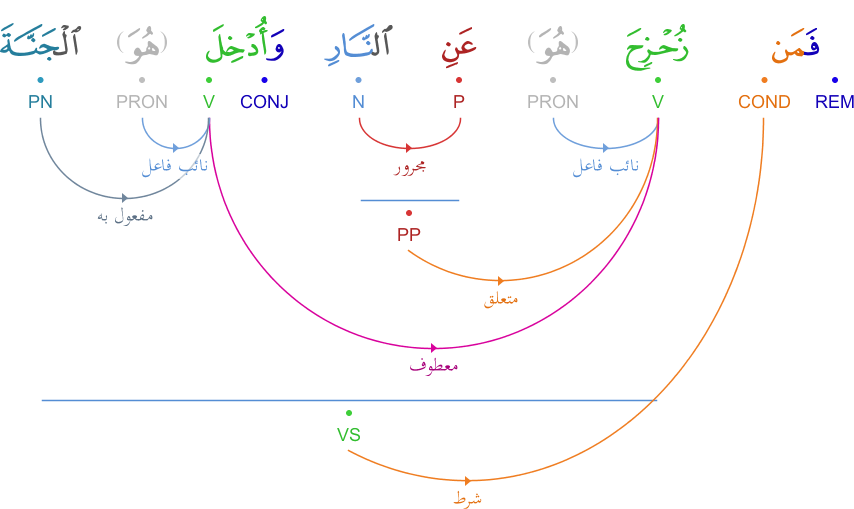 فَمَن زُحْزِحَ (هُوَ) عَنِ ٱلنَّارِ (هُوَ) وَأُدْخِلَ ٱلْجَنَّةَ
REM COND V PRON P N CONJ V PRON PN
نائب فاعل مجرور نائب فاعل
مفعول به
PP
متعلق
معطوف
VS
شرط